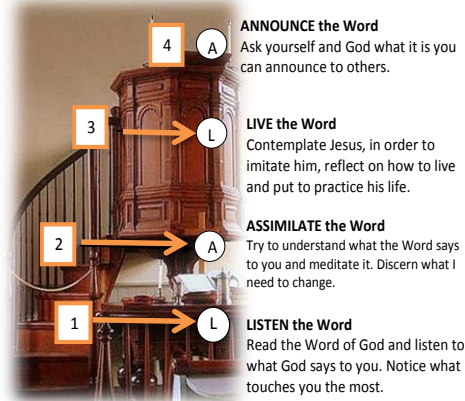 4
A
ANNOUNCE the Word
Ask yourself and God what it is you
can announce to others.
3
L
LIVE the Word
Contemplate Jesus, in order to
imitate him, reflect on how to live
and put to practice his life.
2
A
ASSIMILATE the Word
Try to understand what the Word says
to you and meditate it. Discern what I
need to change.
1
L
LISTEN the Word
Read the Word of God and listen to
what God says to you. Notice what
touches you the most.